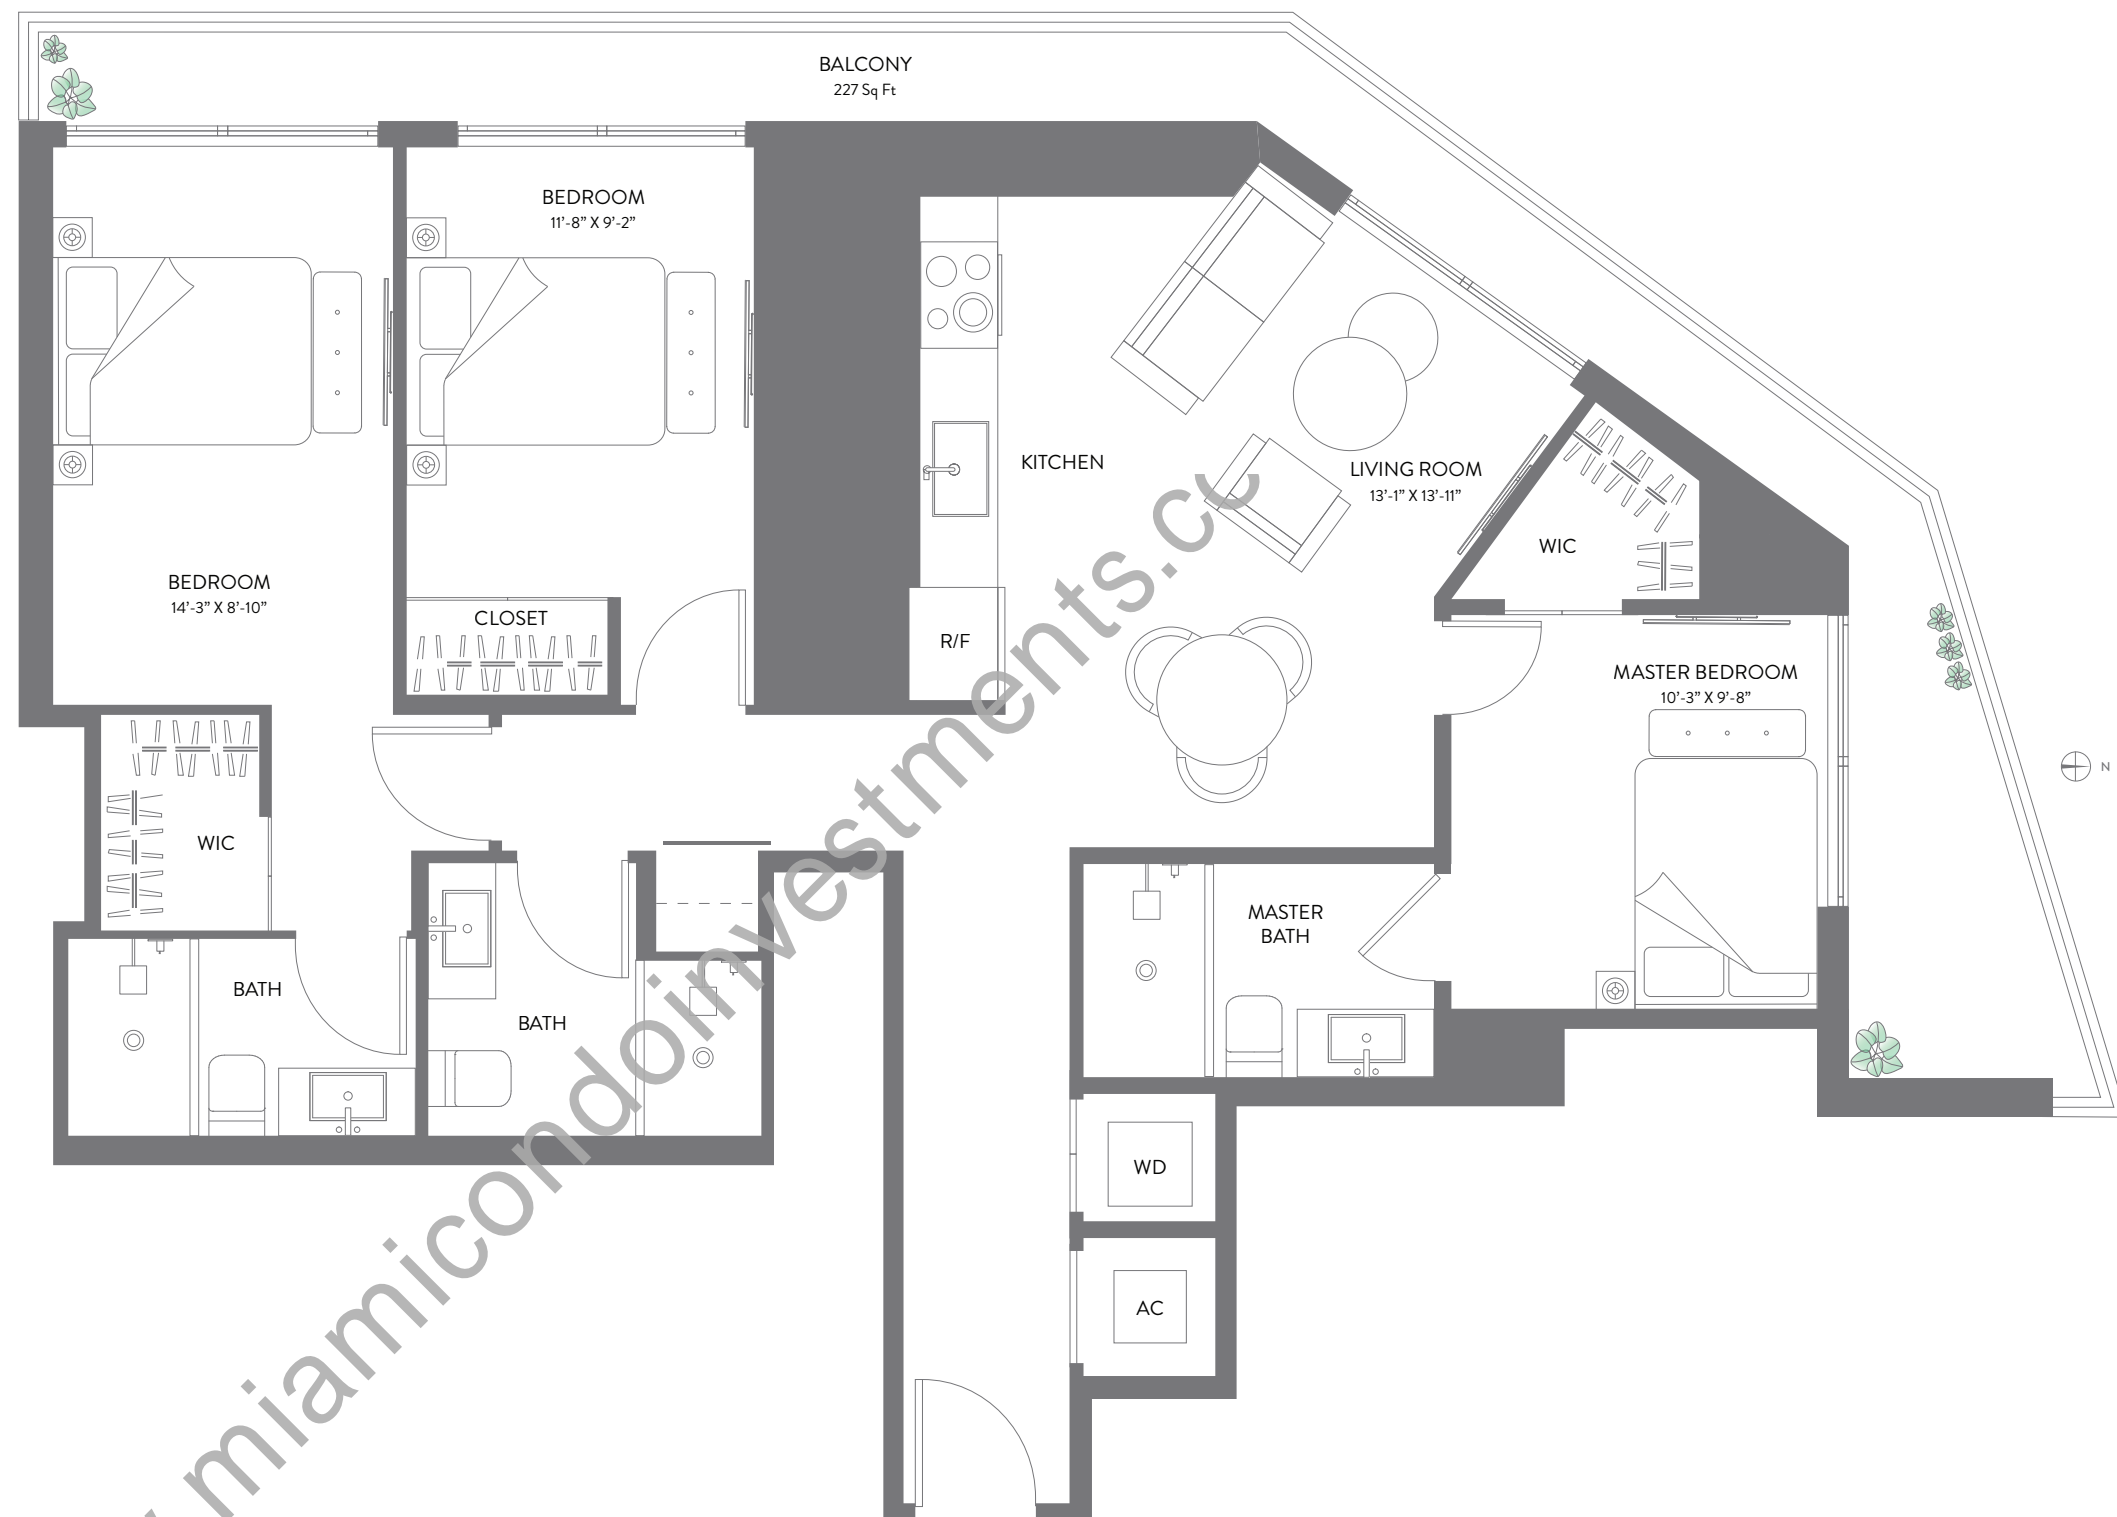 BALCONY
227 Sq Ft
BEDROOM
11'-8" X 9'-2"
KITCHEN
LIVING ROOM
13'-1" X 13'-11"
WIC
BEDROOM
14'-3" X 8'-10"
CLOSET
R/F
MASTER BEDROOM
10'-3" X 9'-8"
N
WIC
MASTER
BATH
BATH
BATH
WD
AC
miamicondoinvestments.co